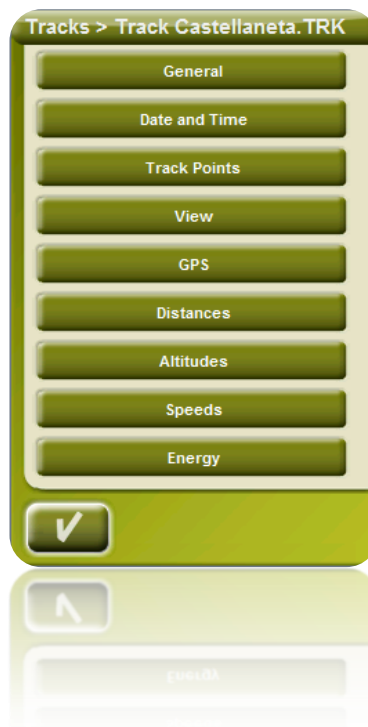 Tracks > Track Castellaneta.TRK
General
Date and Time
Track Points
View
GPS
Distances
Altitudes
Speeds
Energy